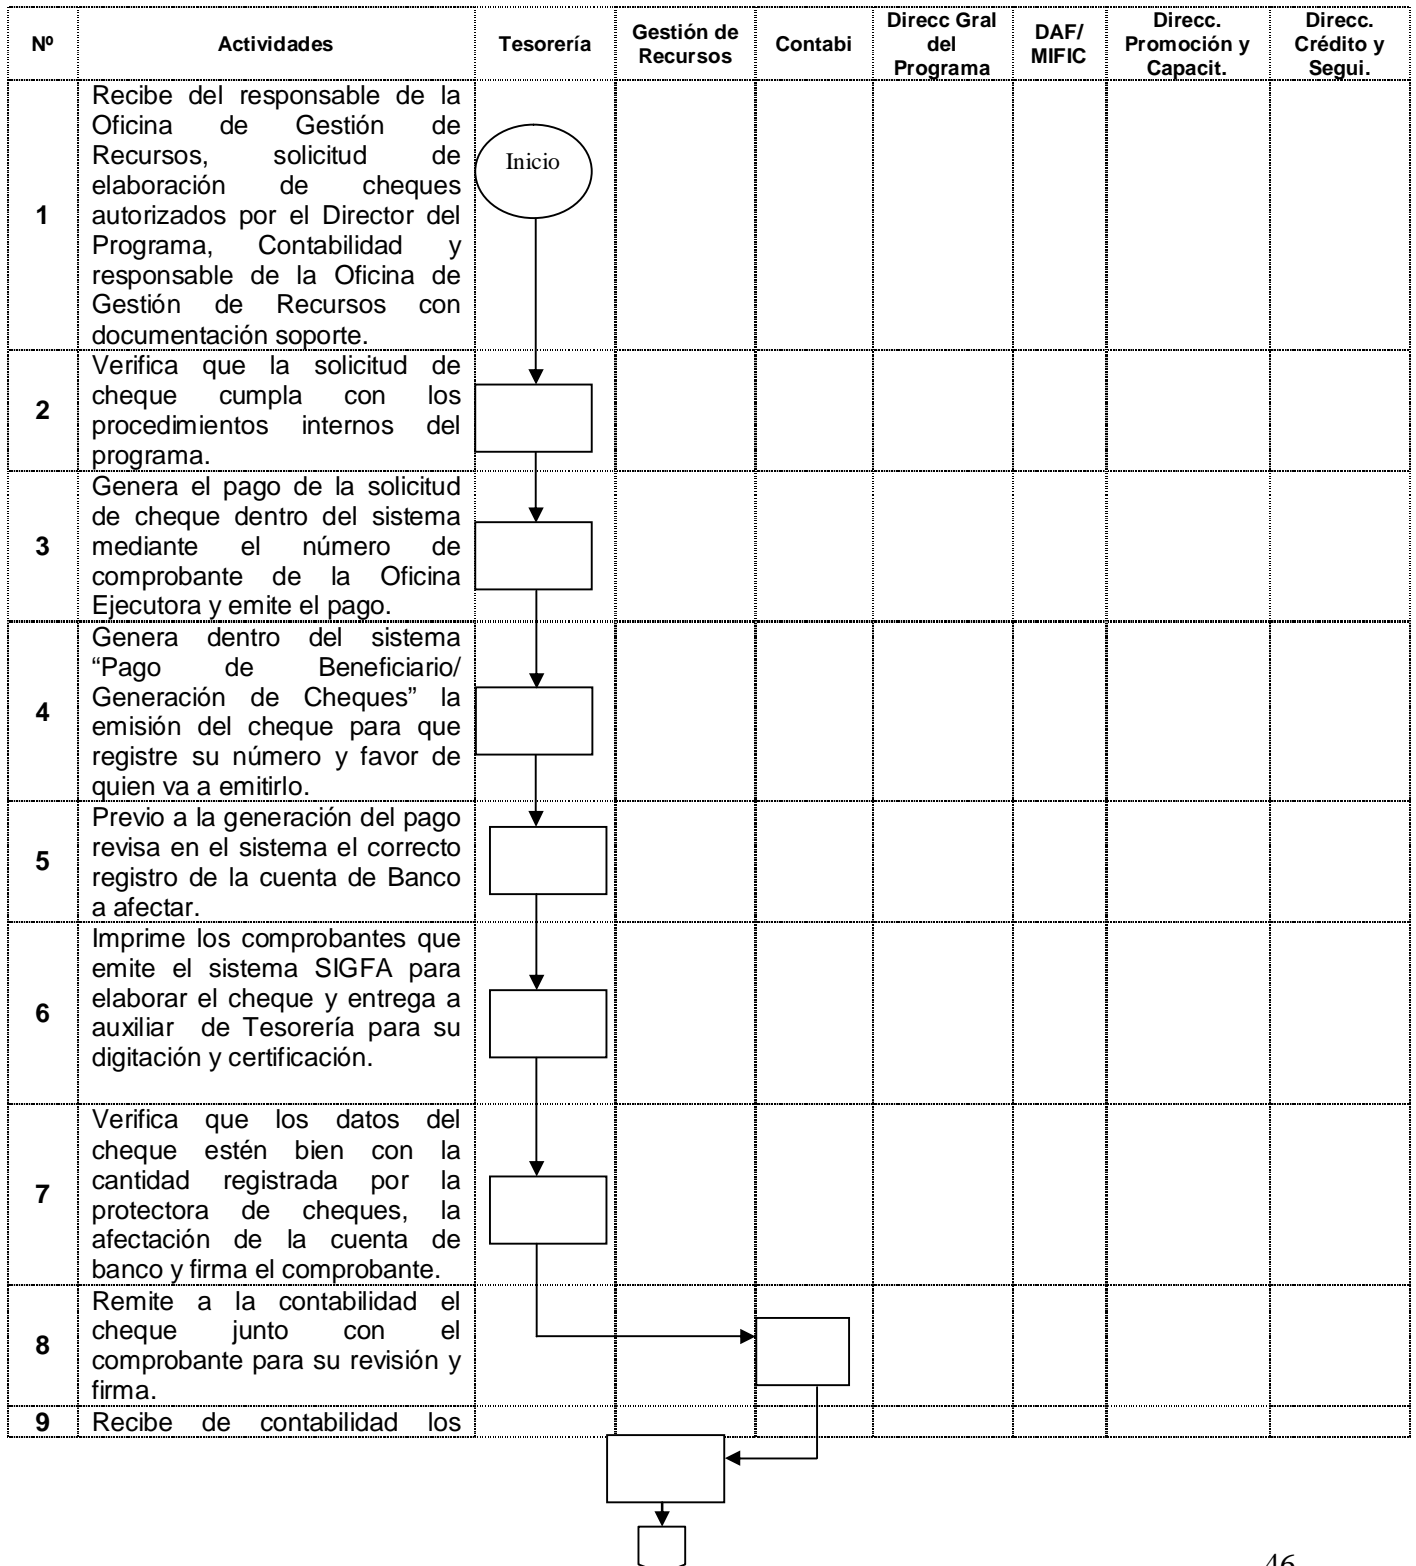 Nº
Actividades
Tesorería
Gestión de
Recursos
Contabi
Direcc Gral
del
Programa
DAF/
MIFIC
Direcc.
Promoción y
Capacit.
Direcc.
Crédito y
Segui.
1
Recibe del responsable de la
Oficina de Gestión de
Recursos, solicitud de
elaboración de cheques
autorizados por el Director del
Programa, Contabilidad y
responsable de la Oficina de
Gestión de Recursos con
documentación soporte.
Inicio
2
Verifica que la solicitud de
cheque cumpla con los
procedimientos internos del
programa.
3
Genera el pago de la solicitud
de cheque dentro del sistema
mediante el número de
comprobante de la Oficina
Ejecutora y emite el pago.
4
Genera dentro del sistema
“Pago de Beneficiario/
Generación de Cheques” la
emisión del cheque para que
registre su número y favor de
quien va a emitirlo.
5
Previo a la generación del pago
revisa en el sistema el correcto
registro de la cuenta de Banco
a afectar.
6
Imprime los comprobantes que
emite el sistema SIGFA para
elaborar el cheque y entrega a
auxiliar de Tesorería para su
digitación y certificación.
7
Verifica que los datos del
cheque estén bien con la
cantidad registrada por la
protectora de cheques, la
afectación de la cuenta de
banco y firma el comprobante.
8
Remite a la contabilidad el
cheque junto con el
comprobante para su revisión y
firma.
9
Recibe de contabilidad los
46